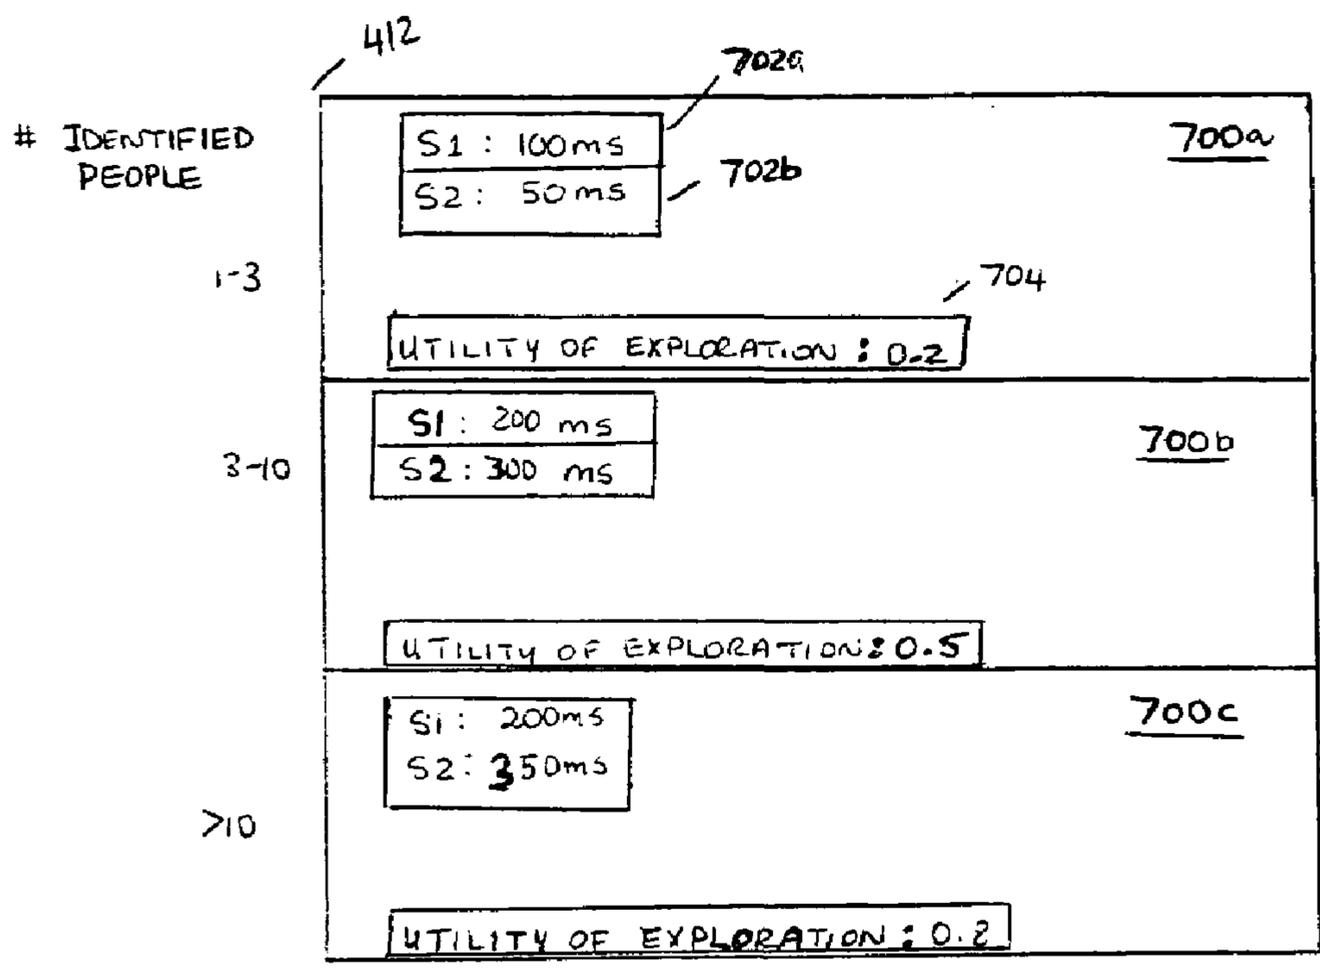 412
702a
# IDENTIFIED
PEOPLE
S1 : 100ms
700a
S2 : 50ms
702b
1-3
704
UTILITY OF EXPLORATION : 0.2
S1 : 200 ms
700b
3-10
S2 : 300 ms
UTILITY OF EXPLORATION : 0.5
S1 : 200ms
700c
S2 : 350ms
>10
UTILITY OF EXPLORATION : 0.2